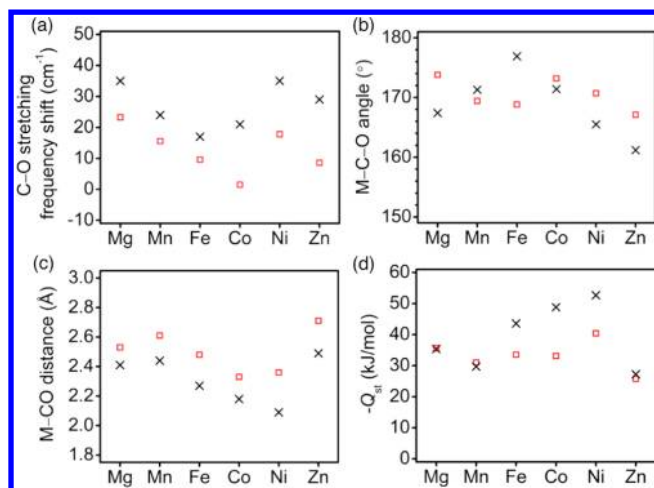 (a)
C–O stretching
frequency shift (cm⁻¹)
50
40
30
20
10
0
-10
Mg Mn Fe Co Ni Zn
(b)
M–C–O angle (°)
180
170
160
150
Mg Mn Fe Co Ni Zn
(c)
M–CO distance (Å)
3.0
2.8
2.6
2.4
2.2
2.0
1.8
Mg Mn Fe Co Ni Zn
(d)
-Qst (kJ/mol)
60
50
40
30
20
10
0
Mg Mn Fe Co Ni Zn